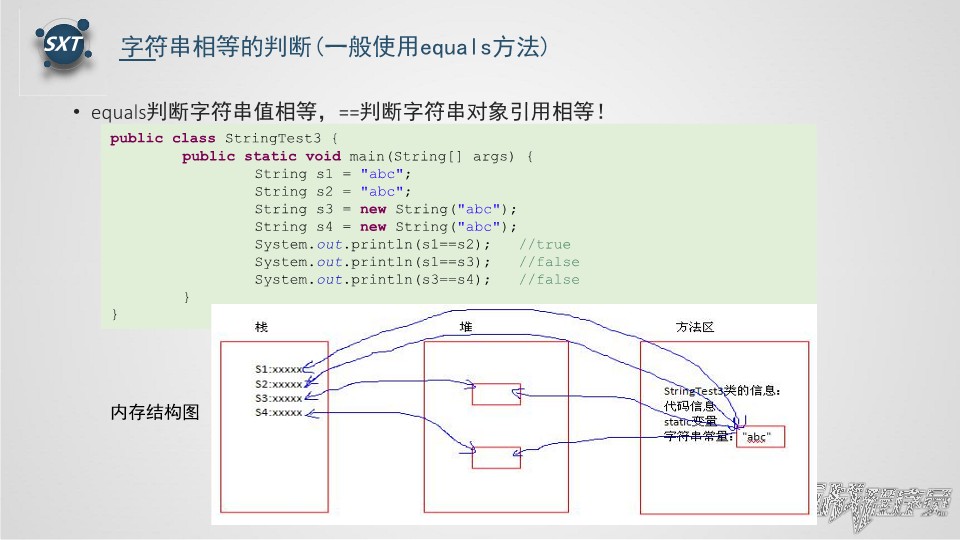 SXT
字符串相等的判断(一般使用equals方法)
• equals判断字符串值相等，==判断字符串对象引用相等！
public class StringTest3 {
public static void main(String[] args) {
String s1 = "abc";
String s2 = "abc";
String s3 = new String("abc");
String s4 = new String("abc");
System.out.println(s1==s2); //true
System.out.println(s1==s3); //false
System.out.println(s3==s4); //false
}
}
内存结构图
栈 堆 方法区
S1:xxxxx
S2:xxxxx
S3:xxxxx
S4:xxxxx
StringTest3类的信息：
代码信息
static变量
字符串常量： "abc"